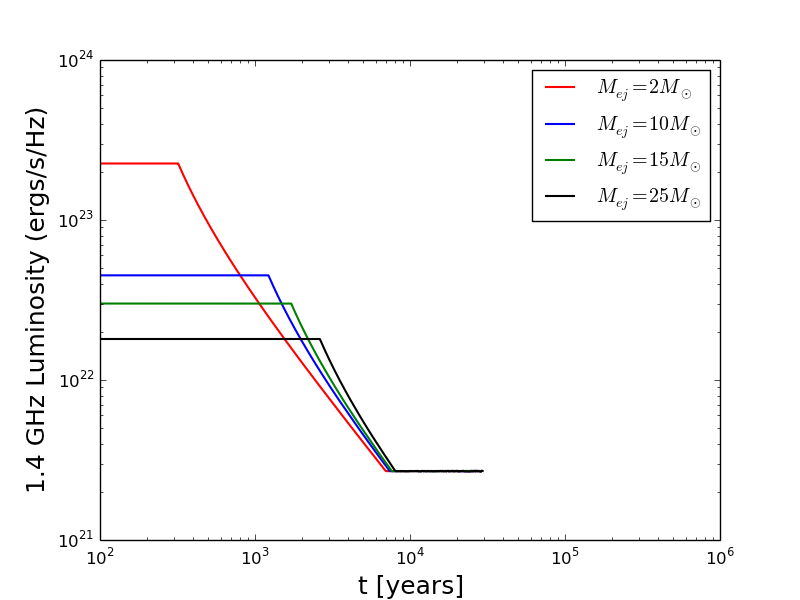 10^24
10^23
10^22
10^21
1.4 GHz Luminosity (ergs/s/Hz)
M_ej = 2M_⊙
M_ej = 10M_⊙
M_ej = 15M_⊙
M_ej = 25M_⊙
10^2 10^3 10^4 10^5 10^6
t [years]